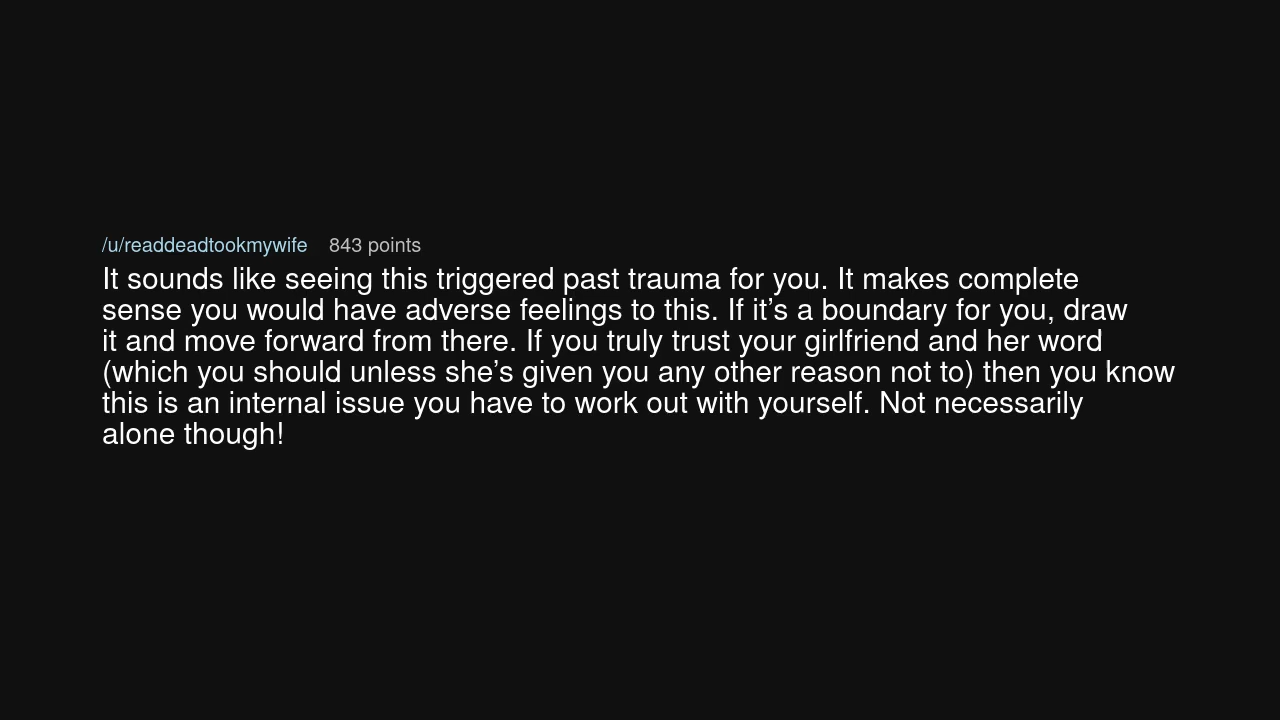 /u/readdeadtookmywife 843 points
It sounds like seeing this triggered past trauma for you. It makes complete
sense you would have adverse feelings to this. If it’s a boundary for you, draw
it and move forward from there. If you truly trust your girlfriend and her word
(which you should unless she’s given you any other reason not to) then you know
this is an internal issue you have to work out with yourself. Not necessarily
alone though!